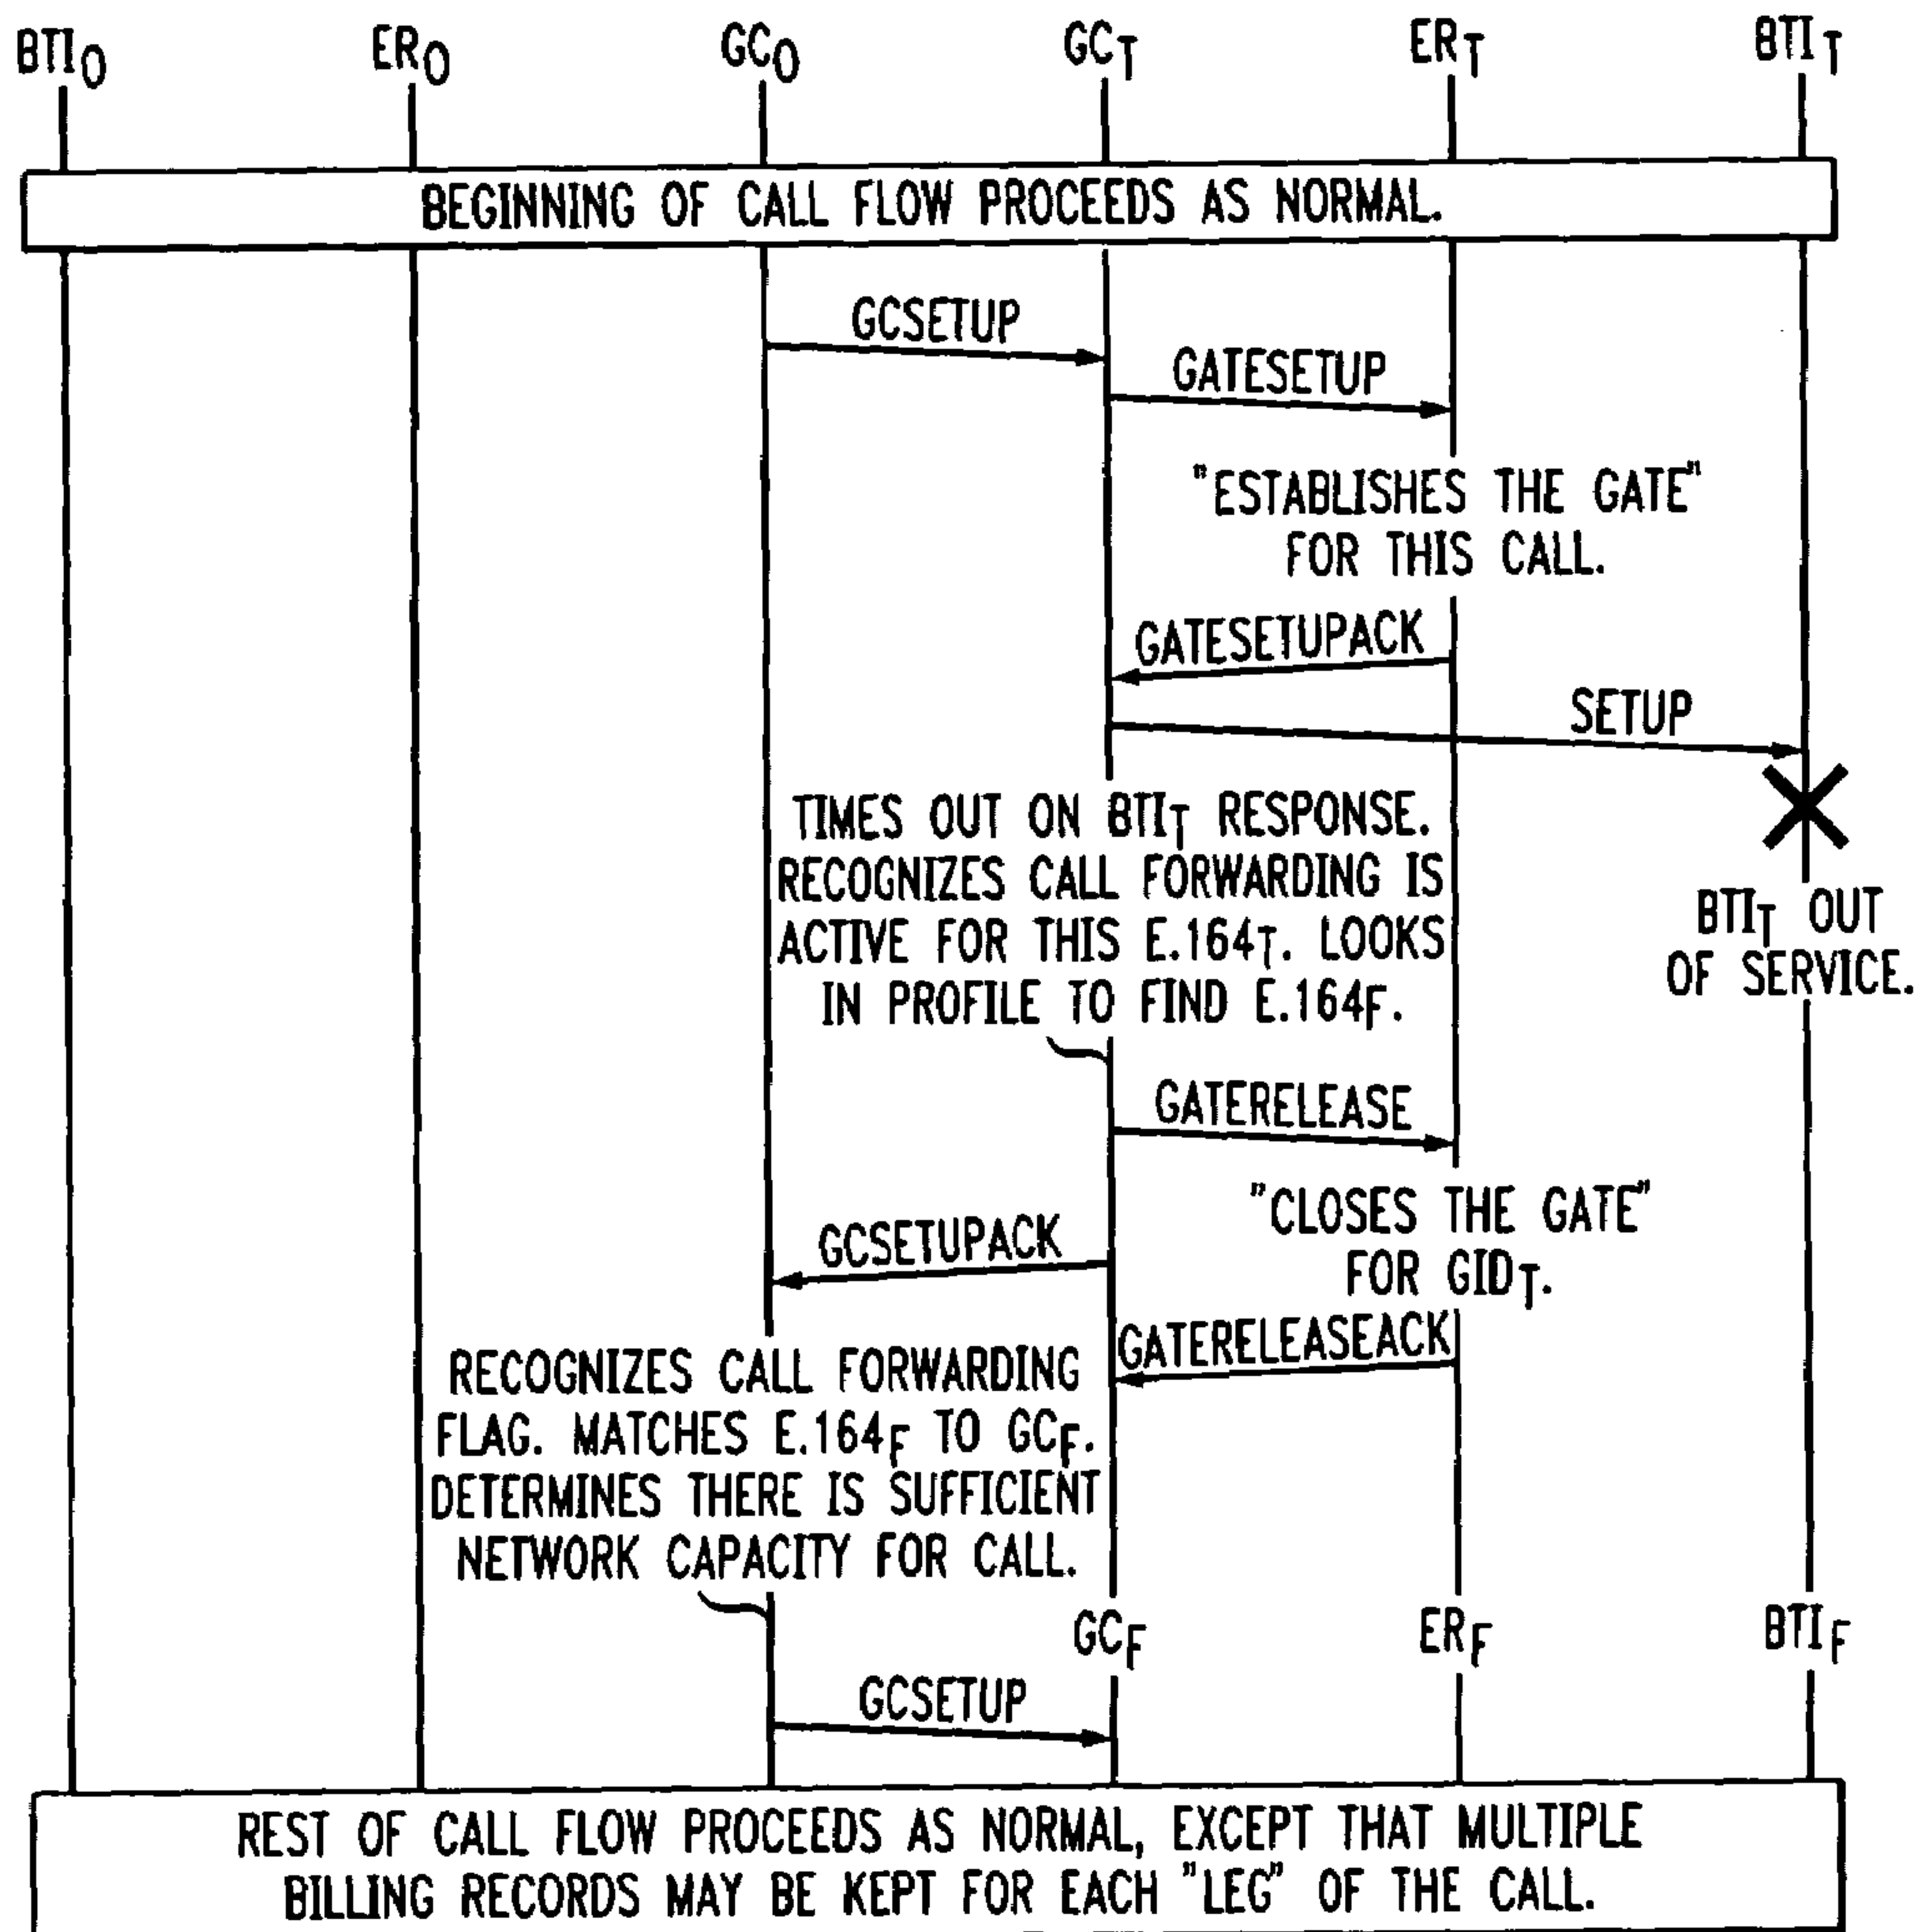 BTIO ERO GCO GCT ERT BTIT
BEGINNING OF CALL FLOW PROCEEDS AS NORMAL.
GCSETUP
GATESETUP
"ESTABLISHES THE GATE"
FOR THIS CALL.
GATESETUPACK
SETUP
TIMES OUT ON BTIT RESPONSE.
RECOGNIZES CALL FORWARDING IS
ACTIVE FOR THIS E.164T. LOOKS
IN PROFILE TO FIND E.164F.
BTIT OUT
OF SERVICE.
GATERELEASE
"CLOSES THE GATE"
FOR GIDT.
GCSETUPACK
GATERELEASEACK
RECOGNIZES CALL FORWARDING
FLAG. MATCHES E.164F TO GCF.
DETERMINES THERE IS SUFFICIENT
NETWORK CAPACITY FOR CALL.
GCF ERF BTIF
GCSETUP
REST OF CALL FLOW PROCEEDS AS NORMAL, EXCEPT THAT MULTIPLE
BILLING RECORDS MAY BE KEPT FOR EACH "LEG" OF THE CALL.